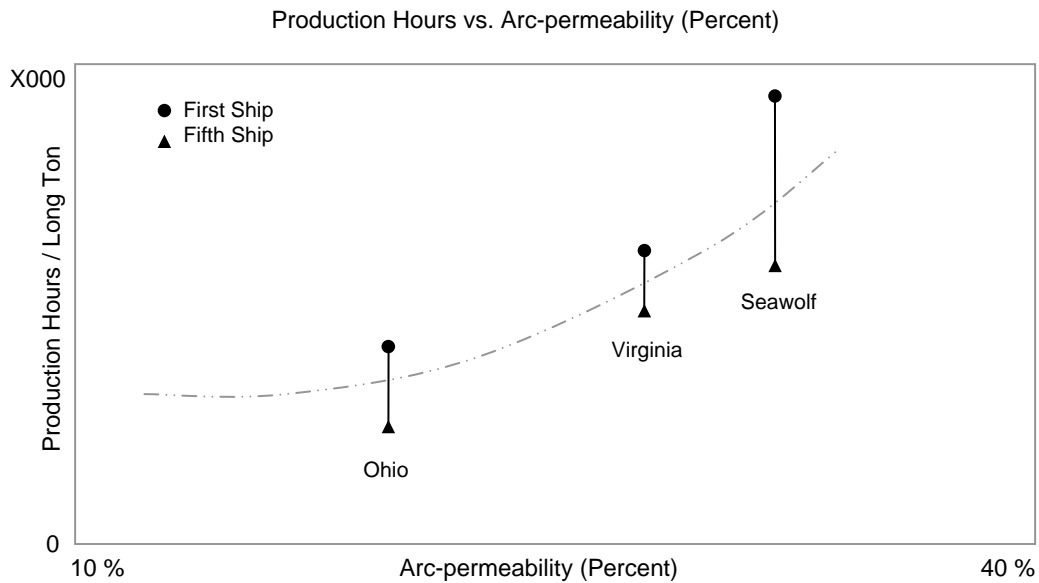 Production Hours vs. Arc-permeability (Percent)
X000
First Ship
Fifth Ship
Production Hours / Long Ton
Seawolf
Virginia
Ohio
0
10 %
Arc-permeability (Percent)
40 %